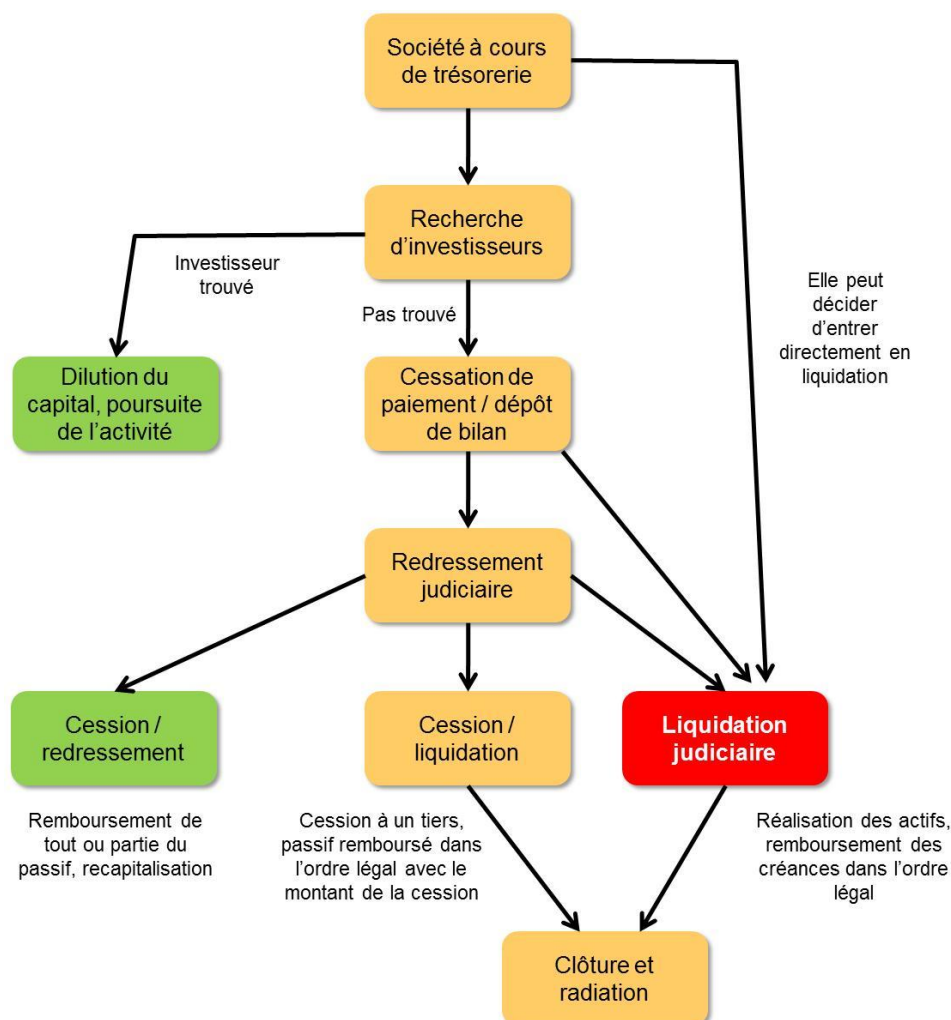 Société à cours
de trésorerie
Recherche
d’investisseurs
Investisseur
trouvé
Pas trouvé
Elle peut
décider
d’entrer
directement en
liquidation
Dilution du
capital, poursuite
de l’activité
Cessation de
paiement / dépôt
de bilan
Redressement
judiciaire
Cession /
redressement
Cession /
liquidation
Liquidation
judiciaire
Remboursement de
tout ou partie du
passif, recapitalisation
Cession à un tiers,
passif remboursé dans
l’ordre légal avec le
montant de la cession
Réalisation des actifs,
remboursement des
créances dans l’ordre
légal
Clôture et
radiation